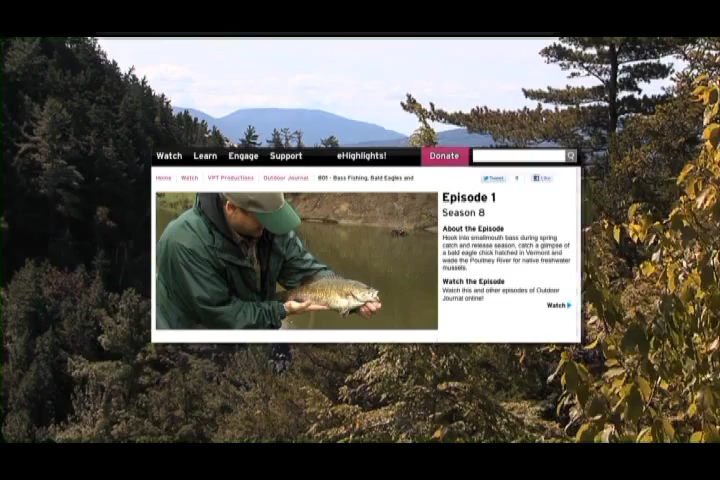 Watch Learn Engage Support eHighlights! Donate
Home Watch VPT Productions Outdoor Journal 801 - Bass Fishing, Bald Eagles and
Tweet 0 Like
Episode 1
Season 8
About the Episode
Hook into smallmouth bass during spring
catch and release season, catch a glimpse of
a bald eagle chick hatched in Vermont and
wade the Poultney River for native freshwater
mussels.
Watch the Episode
Watch this and other episodes of Outdoor
Journal online!
Watch